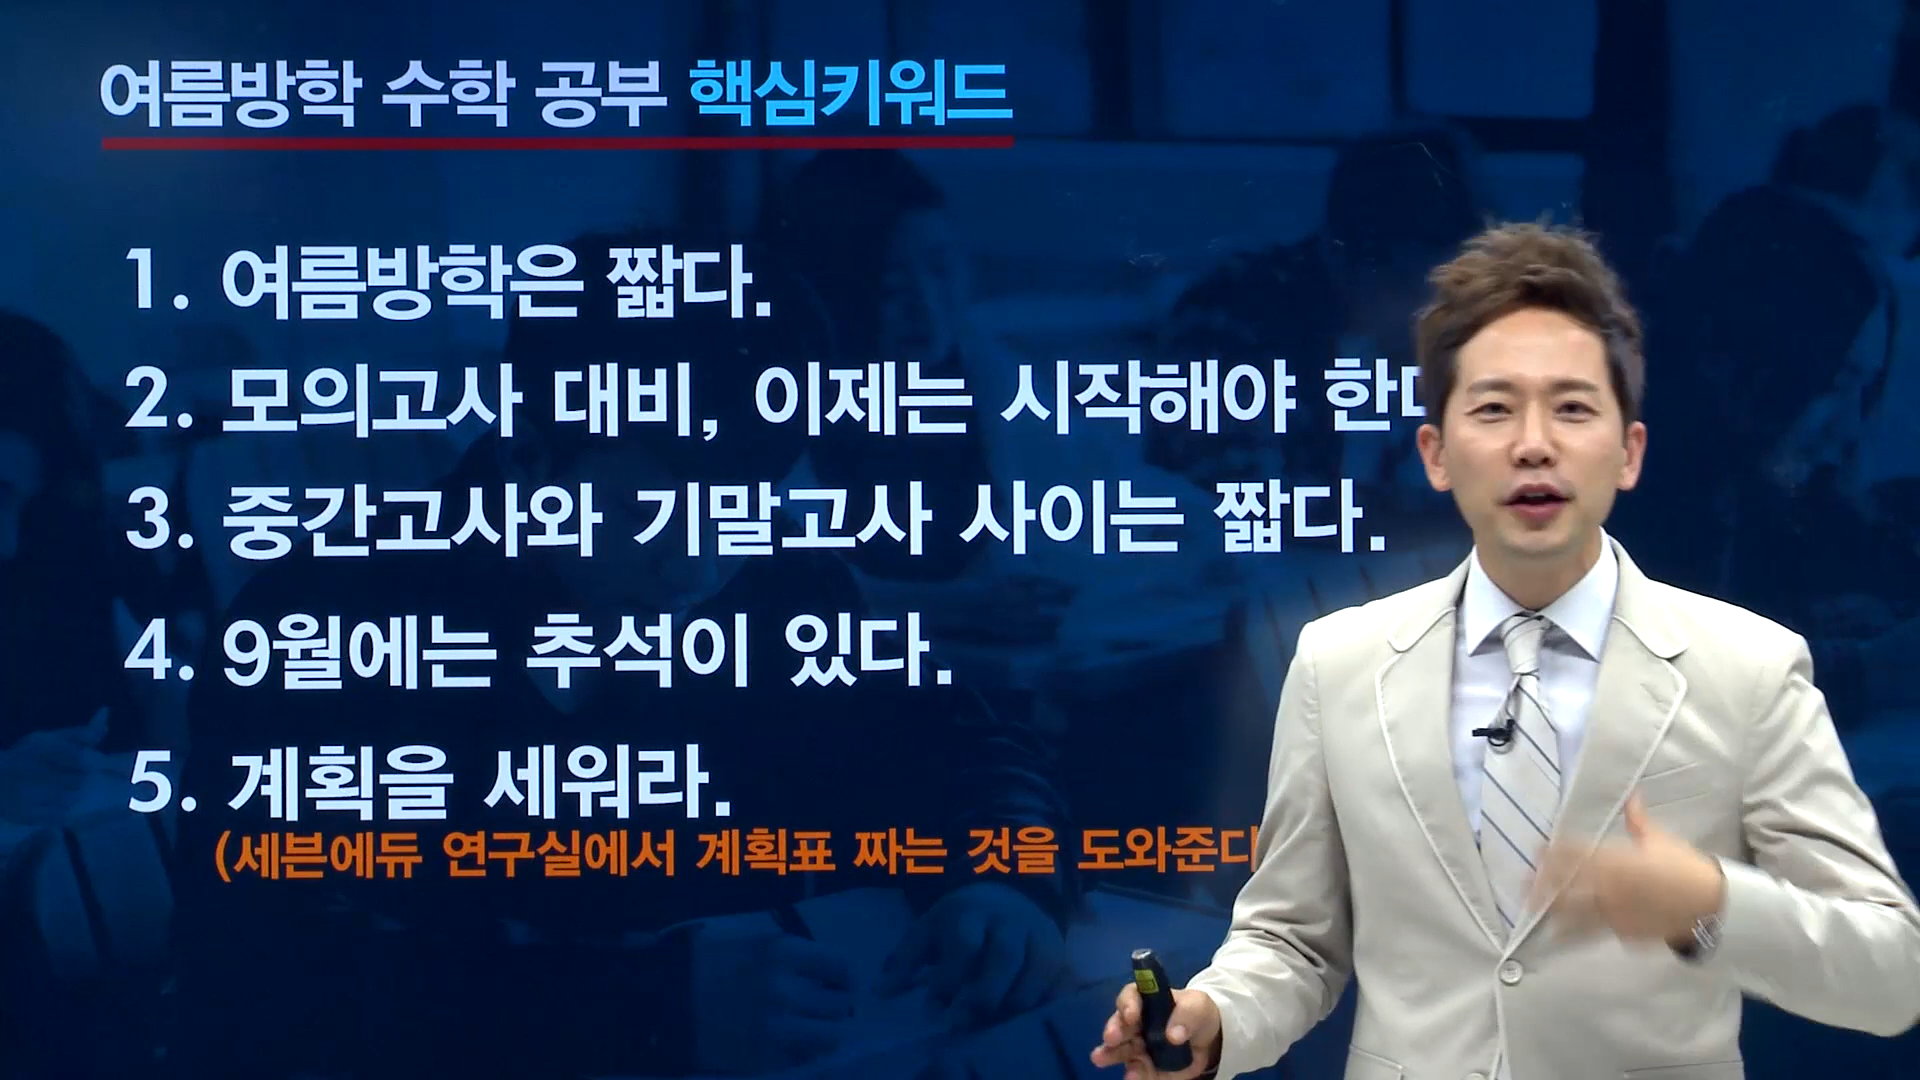 여름방학 수학 공부 핵심키워드
1. 여름방학은 짧다.
2. 모의고사 대비, 이제는 시작해야
3. 중간고사와 기말고사 사이는 짧다.
4. 9월에는 추석이 있다.
5. 계획을 세워라.
(세븐에듀 연구실에서 계획표 짜는 것을 도와준다